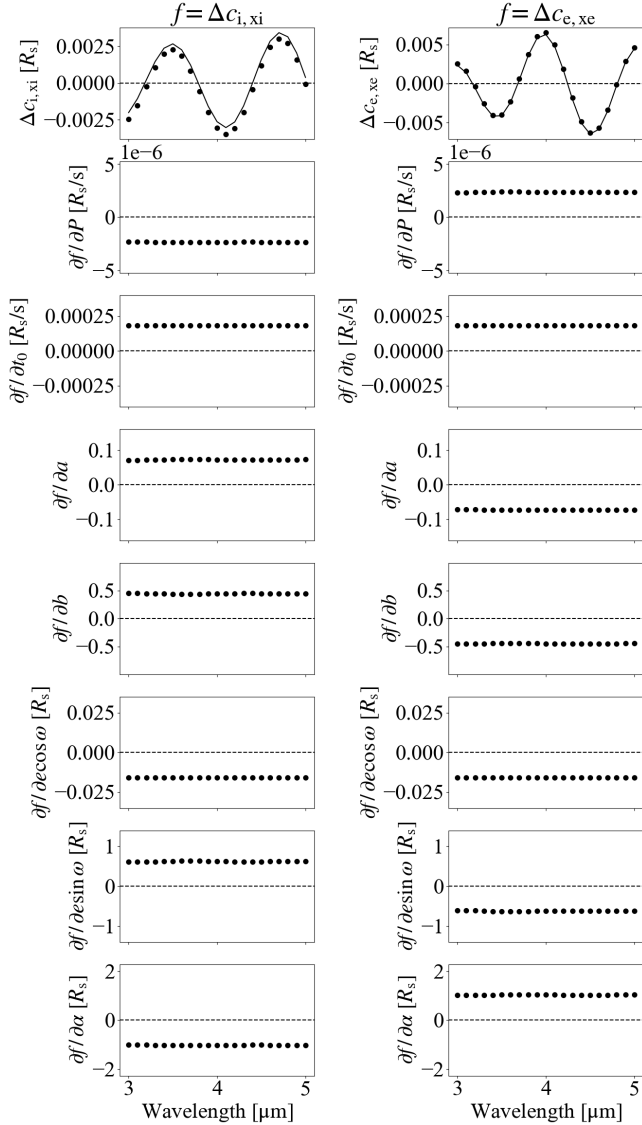 f = Δc_{i, xi}
f = Δc_{e, xe}
Δc_{i, xi} [R_s]
0.0025
0.0000
−0.0025
Δc_{e, xe} [R_s]
0.005
0.000
−0.005
1e−6
1e−6
∂f/∂P [R_s/s]
5
0
−5
∂f/∂P [R_s/s]
5
0
−5
∂f/∂t_0 [R_s/s]
0.00025
0.00000
−0.00025
∂f/∂t_0 [R_s/s]
0.00025
0.00000
−0.00025
∂f/∂a
0.1
0.0
−0.1
∂f/∂a
0.1
0.0
−0.1
∂f/∂b
0.5
0.0
−0.5
∂f/∂b
0.5
0.0
−0.5
∂f/∂ecos ω [R_s]
0.025
0.000
−0.025
∂f/∂ecos ω [R_s]
0.025
0.000
−0.025
∂f/∂esin ω [R_s]
1
0
−1
∂f/∂esin ω [R_s]
1
0
−1
∂f/∂α [R_s]
2
0
−2
∂f/∂α [R_s]
2
0
−2
3 4 5
3 4 5
Wavelength [μm]
Wavelength [μm]